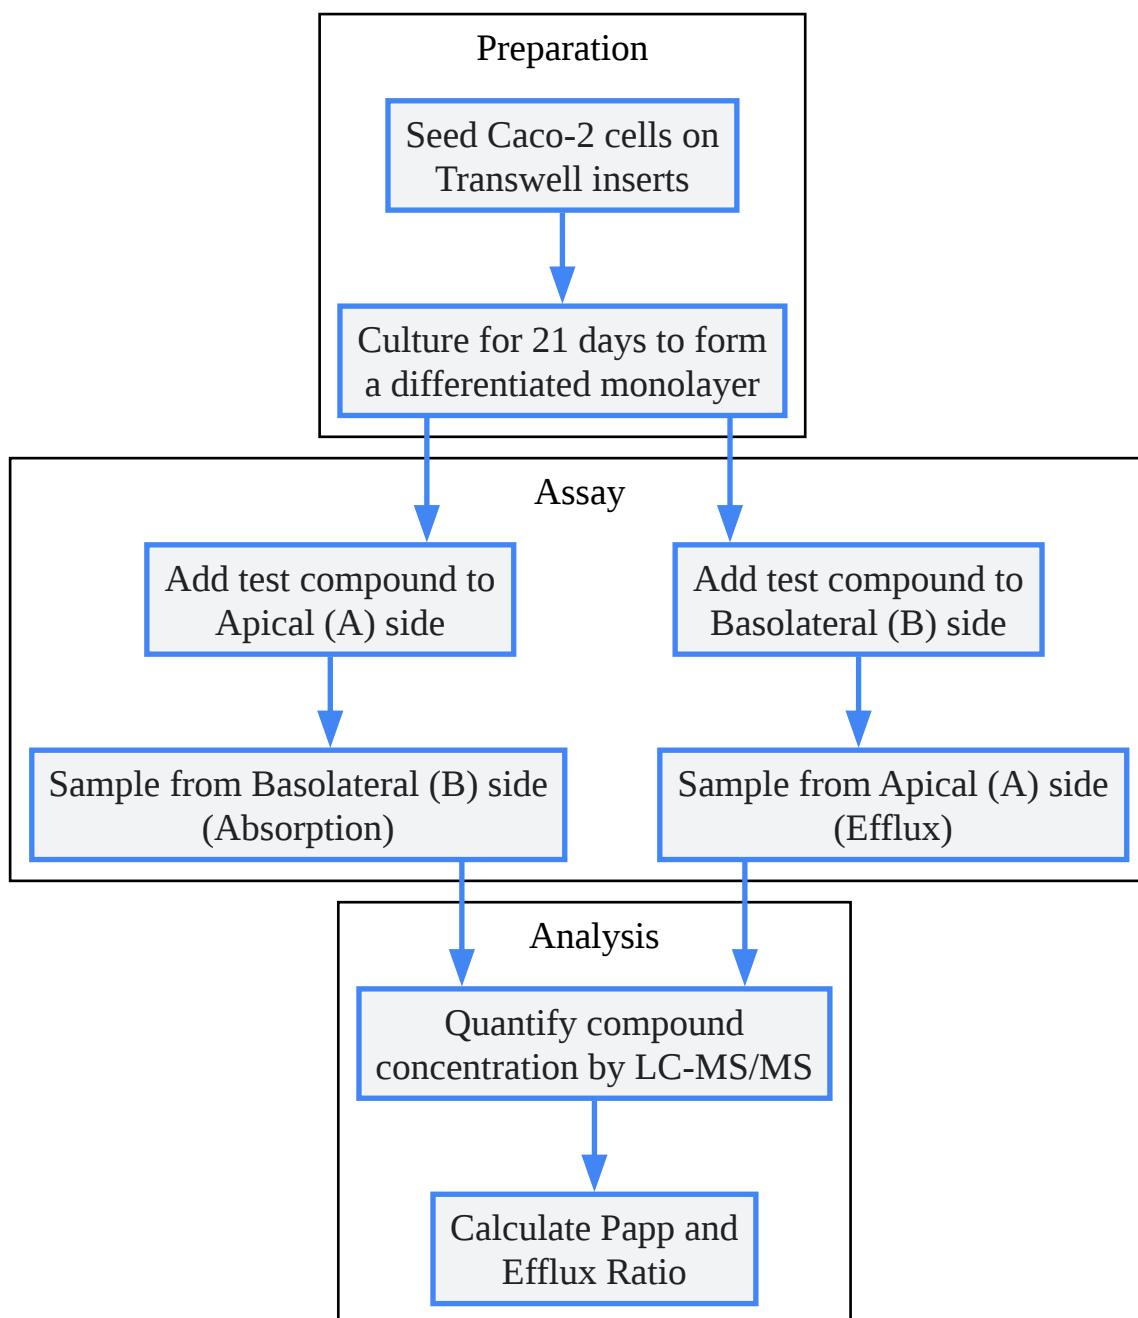 Preparation
Seed Caco-2 cells on
Transwell inserts
Culture for 21 days to form
a differentiated monolayer
Assay
Add test compound to
Apical (A) side
Add test compound to
Basolateral (B) side
Sample from Basolateral (B) side
(Absorption)
Sample from Apical (A) side
(Efflux)
Analysis
Quantify compound
concentration by LC-MS/MS
Calculate Papp and
Efflux Ratio